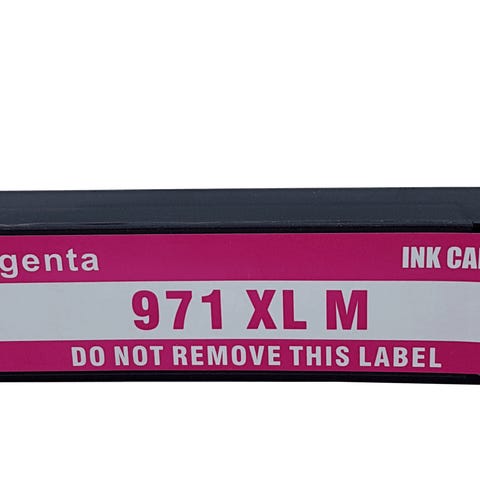 genta
INK CA
971 XL M
DO NOT REMOVE THIS LABEL